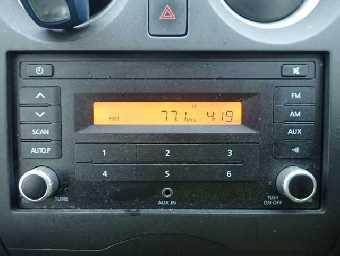 FM
AM
SCAN
AUX
AUTO.P
77.1 MHz 4:19
1 2 3
4 5 6
TUNE
AUX IN
PUSH
ON·OFF